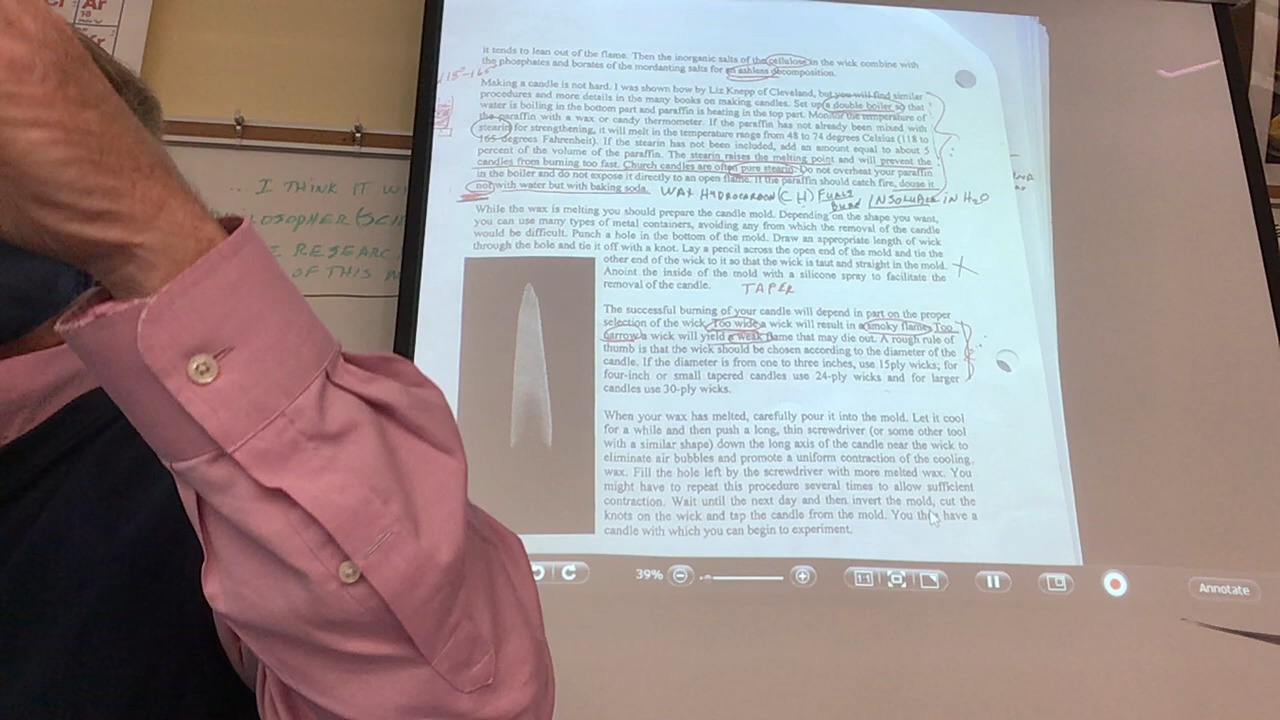 Cl Ar
18
Kr
... I THINK IT
PHILOSOPHER (SCI
RESEARC
OF THIS
it tends to lean out of the flame. Then the inorganic salts of the cellulose in the wick combine with
the phosphates and borates of the mordanting salts for an ashless decomposition.
Making a candle is not hard. I was shown how by Liz Knepp of Cleveland, but you will find similar
procedures and more details in the many books on making candles. Set up a double boiler so that
water is boiling in the bottom part and paraffin is heating in the top part. Monitor the temperature of
the paraffin with a wax or candy thermometer. If the paraffin has not already been mixed with
stearin for strengthening, it will melt in the temperature range from 48 to 74 degrees Celsius (118 to
165 degrees Fahrenheit). If the stearin has not been included, add an amount equal to about 5
percent of the volume of the paraffin. The stearin raises the melting point and will prevent the
candles from burning too fast. Church candles are often pure stearin. Do not overheat your paraffin
in the boiler and do not expose it directly to an open flame. If the paraffin should catch fire, douse it
not with water but with baking soda. WAX HYDROCARBON (CH) FUELS INSOLUBLE IN H2O
While the wax is melting you should prepare the candle mold. Depending on the shape you want,
you can use many types of metal containers, avoiding any from which the removal of the candle
would be difficult. Punch a hole in the bottom of the mold. Draw an appropriate length of wick
through the hole and tie it off with a knot. Lay a pencil across the open end of the mold and tie the
other end of the wick to it so that the wick is taut and straight in the mold.
Anoint the inside of the mold with a silicone spray to facilitate the
removal of the candle. TAPER
The successful burning of your candle will depend in part on the proper
selection of the wick. Too wide a wick will result in a smoky flame. Too
narrow a wick will yield a weak flame that may die out. A rough rule of
thumb is that the wick should be chosen according to the diameter of the
candle. If the diameter is from one to three inches, use 15ply wicks; for
four-inch or small tapered candles use 24-ply wicks and for larger
candles use 30-ply wicks.
When your wax has melted, carefully pour it into the mold. Let it cool
for a while and then push a long, thin screwdriver (or some other tool
with a similar shape) down the long axis of the candle near the wick to
eliminate air bubbles and promote a uniform contraction of the cooling
wax. Fill the hole left by the screwdriver with more melted wax. You
might have to repeat this procedure several times to allow sufficient
contraction. Wait until the next day and then invert the mold, cut the
knots on the wick and tap the candle from the mold. You then have a
candle with which you can begin to experiment.
39%
1:1
Annotate